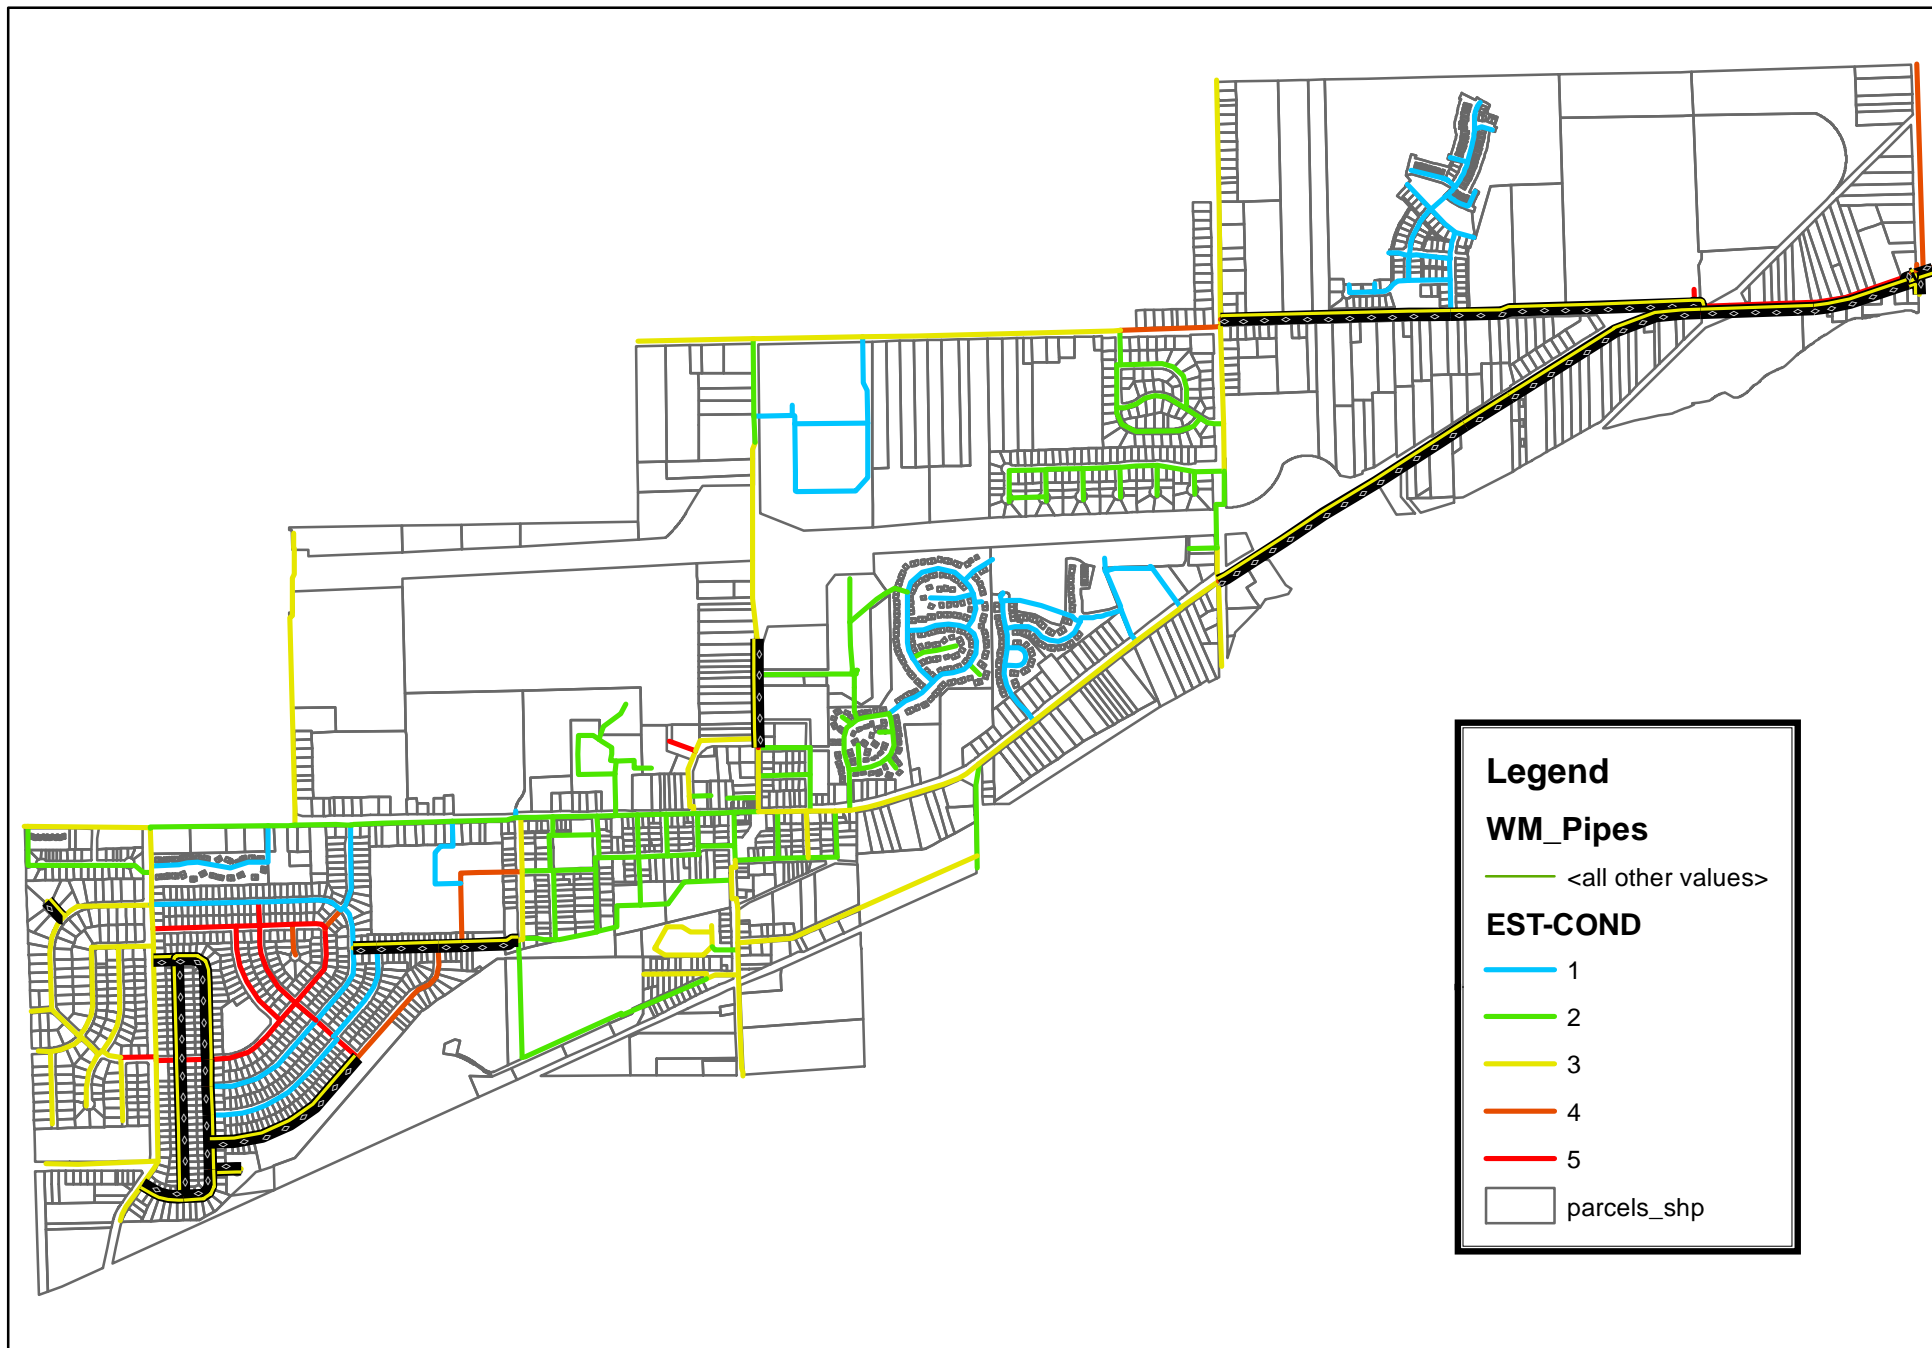 Legend
WM_Pipes
<all other values>
EST-COND
1
2
3
4
5
parcels_shp